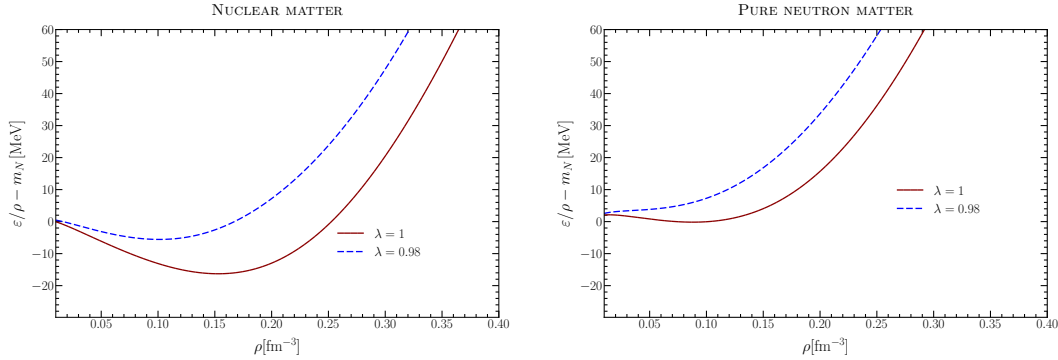 NUCLEAR MATTER
60
50
40
30
20
10
0
−10
−20
ε/ρ − m_N [MeV]
λ = 1
λ = 0.98
0.05 0.10 0.15 0.20 0.25 0.30 0.35 0.40
ρ[fm⁻³]
PURE NEUTRON MATTER
60
50
40
30
20
10
0
−10
−20
ε/ρ − m_N [MeV]
λ = 1
λ = 0.98
0.05 0.10 0.15 0.20 0.25 0.30 0.35 0.40
ρ[fm⁻³]